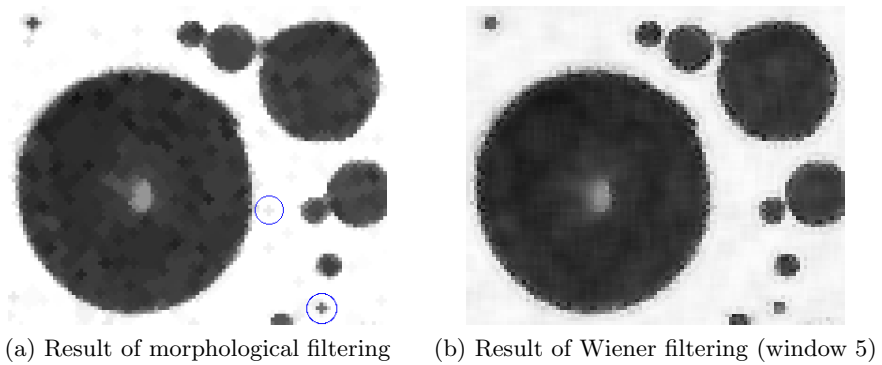 (a) Result of morphological filtering
(b) Result of Wiener filtering (window 5)